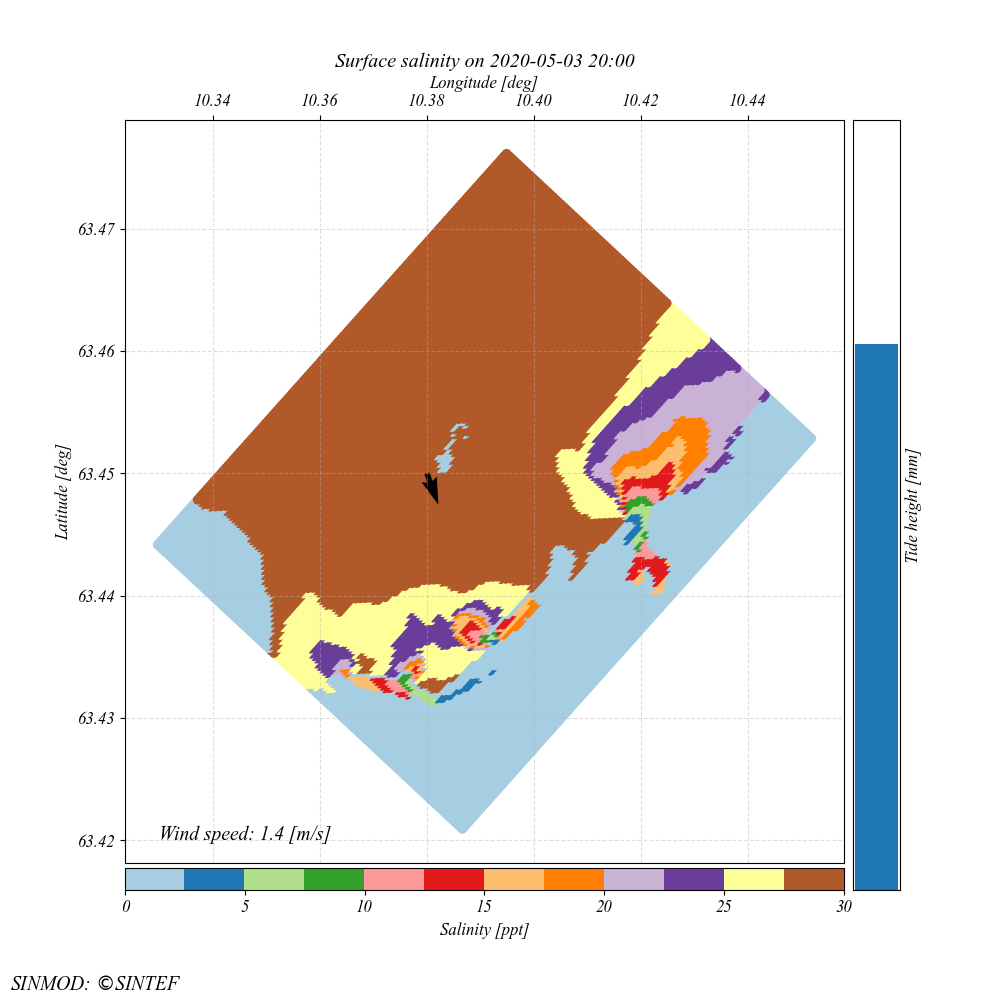 Surface salinity on 2020-05-03 20:00
Longitude [deg]
10.34 10.36 10.38 10.40 10.42 10.44
63.47
63.46
63.45
63.44
63.43
63.42
Latitude [deg]
Tide height [mm]
Wind speed: 1.4 [m/s]
0 5 10 15 20 25 30
Salinity [ppt]
SINMOD: ©SINTEF